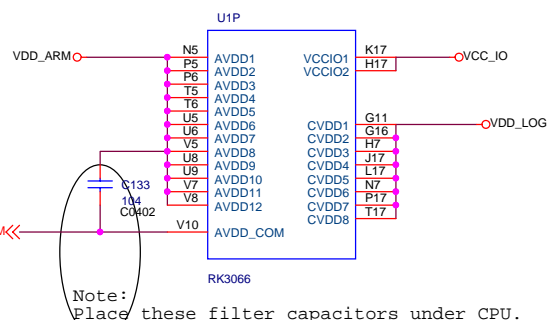 U1P
VDD_ARM
N5 AVDD1
P5 AVDD2
P6 AVDD3
T5 AVDD4
T6 AVDD5
U5 AVDD6
U6 AVDD7
V5 AVDD8
U8 AVDD9
U9 AVDD10
V7 AVDD11
V8 AVDD12
V10 AVDD_COM
VCCIO1 K17
VCCIO2 H17
VCC_IO
CVDD1 G11
CVDD2 G16
CVDD3 H7
CVDD4 J17
CVDD5 L17
CVDD6 N7
CVDD7 P17
CVDD8 T17
VDD_LOG
C133
104
C0402
RK3066
Note:
Place these filter capacitors under CPU.